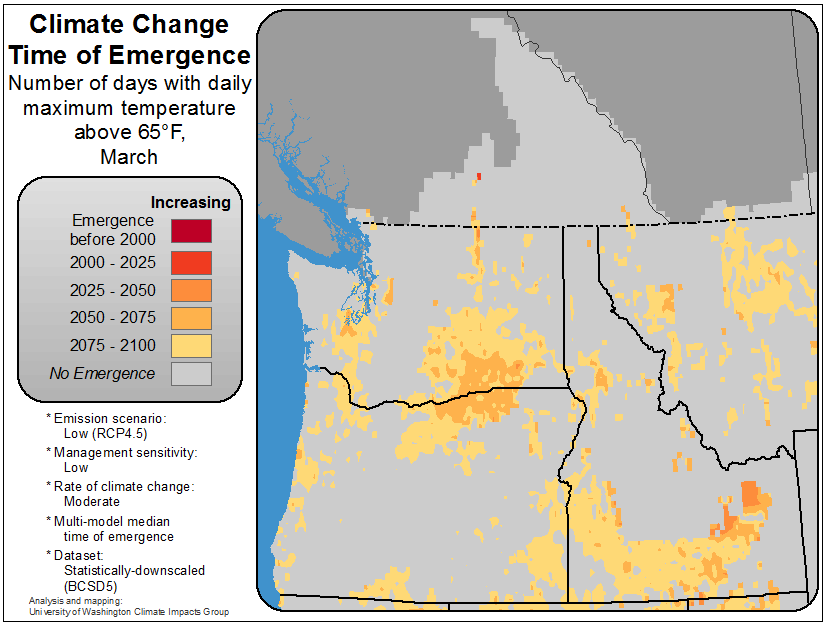 Climate Change
Time of Emergence
Number of days with daily
maximum temperature
above 65°F,
March
Increasing
Emergence
before 2000
2000 - 2025
2025 - 2050
2050 - 2075
2075 - 2100
No Emergence
* Emission scenario:
Low (RCP4.5)
* Management sensitivity:
Low
* Rate of climate change:
Moderate
* Multi-model median
time of emergence
* Dataset:
Statistically-downscaled
(BCSD5)
Analysis and mapping:
University of Washington Climate Impacts Group